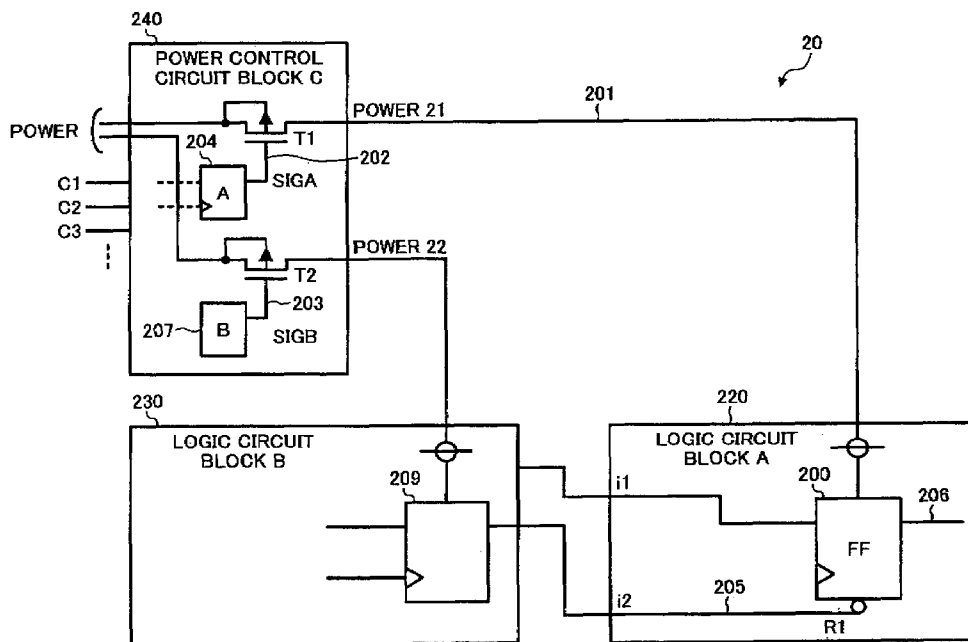 240
POWER CONTROL
CIRCUIT BLOCK C
20
POWER
POWER 21
201
T1
204
202
A
SIGA
C1
C2
C3
POWER 22
T2
203
207
B
SIGB
230
LOGIC CIRCUIT
BLOCK B
209
220
LOGIC CIRCUIT
BLOCK A
200
i1
206
FF
i2
205
R1